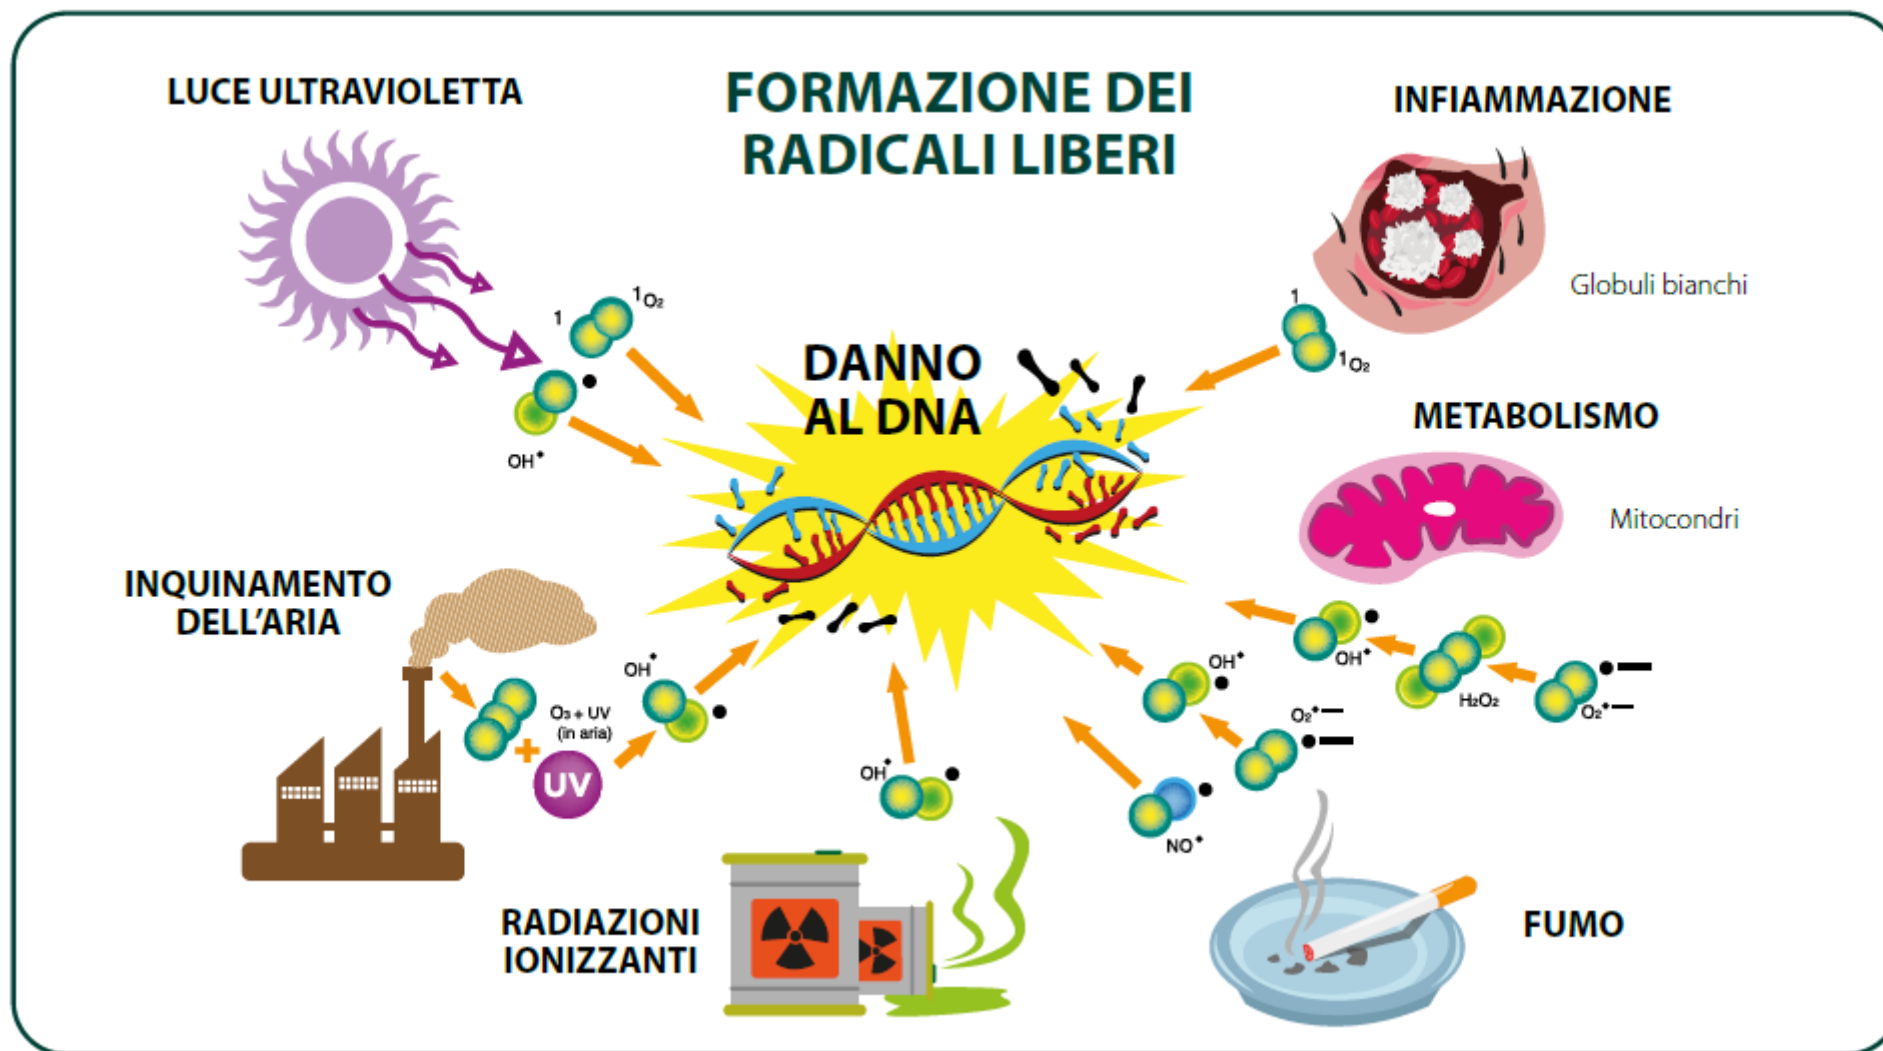 FORMAZIONE DEI
RADICALI LIBERI
LUCE ULTRAVIOLETTA
1
¹O₂
OH⁺
INFIAMMAZIONE
Globuli bianchi
1
¹O₂
DANNO
AL DNA
METABOLISMO
Mitocondri
OH⁺
H₂O₂
O₂⁺—
INQUINAMENTO
DELL’ARIA
O₃ + UV
(in aria)
UV
OH⁺
OH⁺
RADIAZIONI
IONIZZANTI
OH⁺
O₂⁺—
NO⁺
FUMO